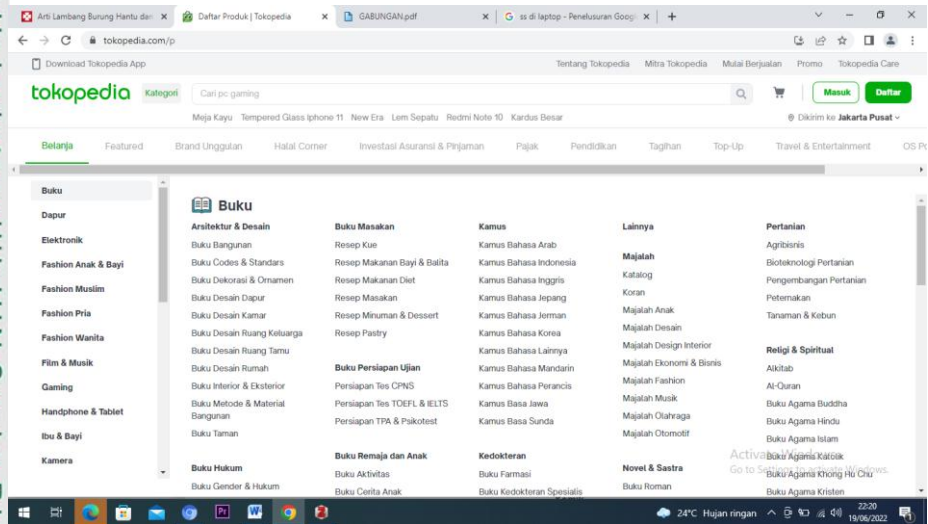 Arti Lambang Burung Hantu dan
Daftar Produk | Tokopedia
GABUNGAN.pdf
ss di laptop - Penelusuran Googl
tokopedia.com/p
Download Tokopedia App
Tentang Tokopedia Mitra Tokopedia Mulai Berjualan Promo Tokopedia Care
tokopedia Kategori Cari pc gaming Masuk Daftar
Meja Kayu Tempered Glass Iphone 11 New Era Lem Sepatu Redmi Note 10 Kardus Besar
Dikirim ke Jakarta Pusat
Belanja Featured Brand Unggulan Halal Corner Investasi Asuransi & Pinjaman Pajak Pendidikan Tagihan Top-Up Travel & Entertainment OS
Buku
Dapur
Elektronik
Fashion Anak & Bayi
Fashion Muslim
Fashion Pria
Fashion Wanita
Film & Musik
Gaming
Handphone & Tablet
Ibu & Bayi
Kamera
Buku
Arsitektur & Desain
Buku Bangunan
Buku Codes & Standars
Buku Dekorasi & Ornamen
Buku Desain Dapur
Buku Desain Kamar
Buku Desain Ruang Keluarga
Buku Desain Ruang Tamu
Buku Desain Rumah
Buku Interior & Eksterior
Buku Metode & Material
Bangunan
Buku Taman
Buku Hukum
Buku Gender & Hukum
Buku Masakan
Resep Kue
Resep Makanan Bayi & Balita
Resep Makanan Diet
Resep Masakan
Resep Minuman & Dessert
Resep Pastry
Buku Persiapan Ujian
Persiapan Tes CPNS
Persiapan Tes TOEFL & IELTS
Persiapan TPA & Psikotest
Buku Remaja dan Anak
Buku Aktivitas
Buku Cerita Anak
Kamus
Kamus Bahasa Arab
Kamus Bahasa Indonesia
Kamus Bahasa Inggris
Kamus Bahasa Jepang
Kamus Bahasa Jerman
Kamus Bahasa Korea
Kamus Bahasa Lainnya
Kamus Bahasa Mandarin
Kamus Bahasa Perancis
Kamus Basa Jawa
Kamus Basa Sunda
Kedokteran
Buku Farmasi
Buku Kedokteran Spesialis
Lainnya
Majalah
Katalog
Koran
Majalah Anak
Majalah Desain
Majalah Design Interior
Majalah Ekonomi & Bisnis
Majalah Fashion
Majalah Musik
Majalah Olahraga
Majalah Otomotif
Novel & Sastra
Buku Roman
Pertanian
Agribisnis
Bioteknologi Pertanian
Pengembangan Pertanian
Peternakan
Tanaman & Kebun
Religi & Spiritual
Alkitab
Al-Quran
Buku Agama Buddha
Buku Agama Hindu
Buku Agama Islam
Buku Agama Katolik
Buku Agama Khong Hu Chu
Buku Agama Kristen
Activate Windows
Go to Settings to activate Windows.
24°C Hujan ringan
22:20
19/06/2022